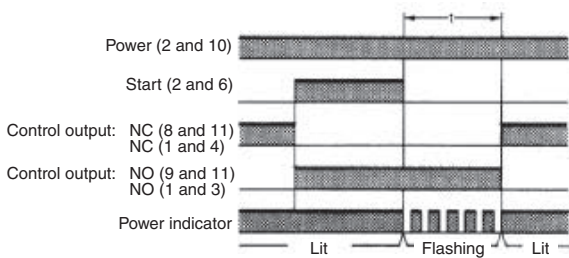 t
Power (2 and 10)
Start (2 and 6)
Control output: NC (8 and 11)
NC (1 and 4)
Control output: NO (9 and 11)
NO (1 and 3)
Power indicator
Lit
Flashing
Lit